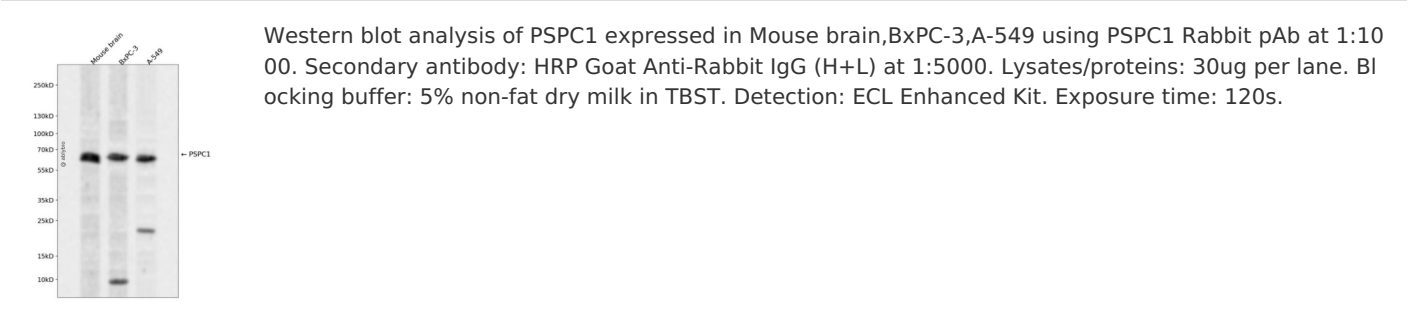 Mouse brain
BxPC-3
A-549
250kD
130kD
100kD
70kD
55kD
35kD
25kD
15kD
10kD
← PSPC1
Western blot analysis of PSPC1 expressed in Mouse brain,BxPC-3,A-549 using PSPC1 Rabbit pAb at 1:10
00. Secondary antibody: HRP Goat Anti-Rabbit IgG (H+L) at 1:5000. Lysates/proteins: 30ug per lane. Bl
ocking buffer: 5% non-fat dry milk in TBST. Detection: ECL Enhanced Kit. Exposure time: 120s.